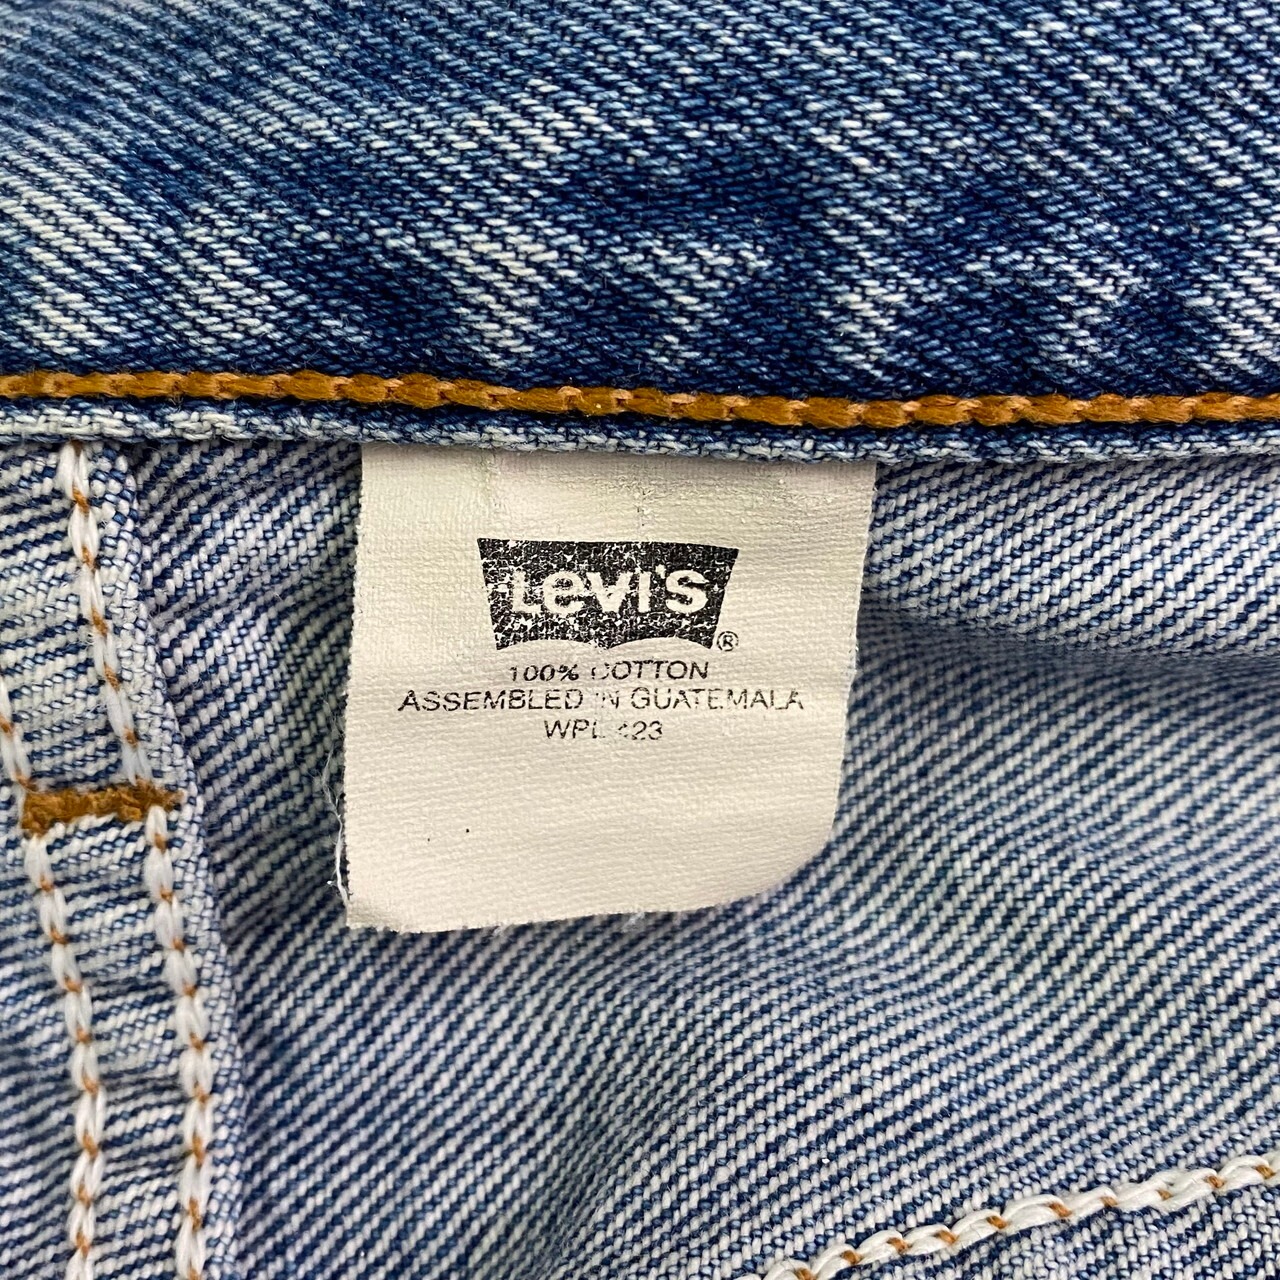 Levi's ®
100% COTTON
ASSEMBLED IN GUATEMALA
WPL 423